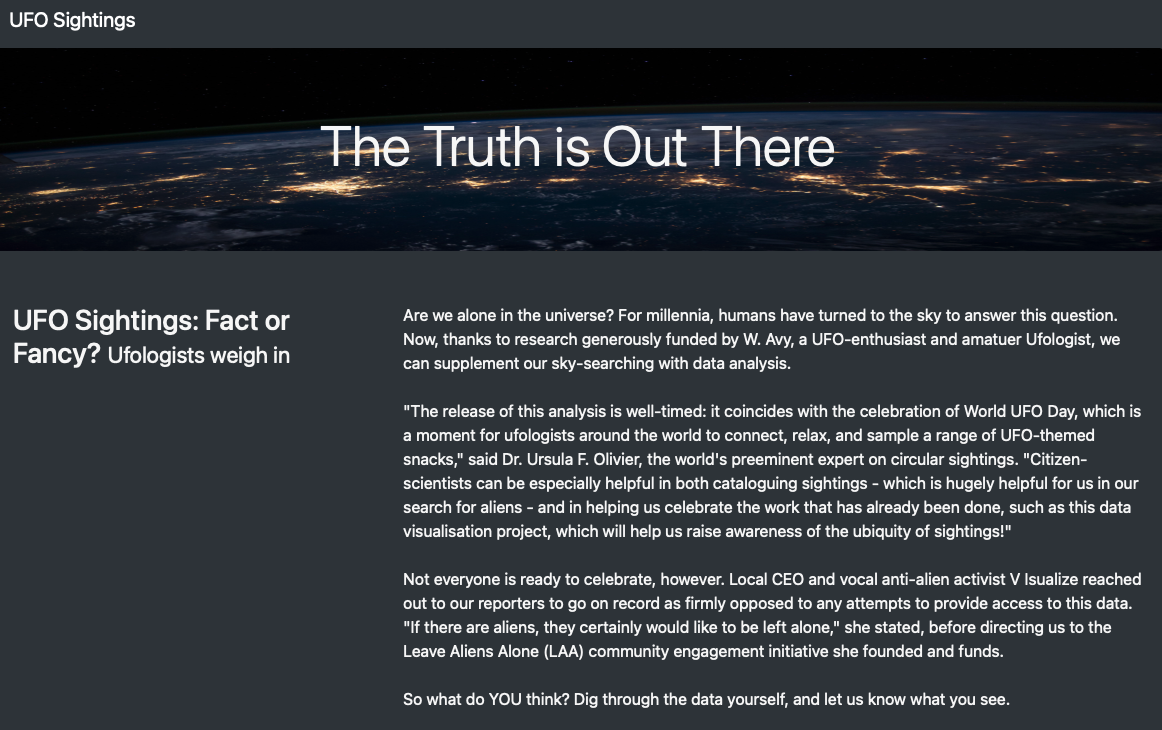 UFO Sightings
The Truth is Out There
UFO Sightings: Fact or
Fancy? Ufologists weigh in
Are we alone in the universe? For millennia, humans have turned to the sky to answer this question.
Now, thanks to research generously funded by W. Avy, a UFO-enthusiast and amatuer Ufologist, we
can supplement our sky-searching with data analysis.
"The release of this analysis is well-timed: it coincides with the celebration of World UFO Day, which is
a moment for ufologists around the world to connect, relax, and sample a range of UFO-themed
snacks," said Dr. Ursula F. Olivier, the world's preeminent expert on circular sightings. "Citizen-
scientists can be especially helpful in both cataloguing sightings - which is hugely helpful for us in our
search for aliens - and in helping us celebrate the work that has already been done, such as this data
visualisation project, which will help us raise awareness of the ubiquity of sightings!"
Not everyone is ready to celebrate, however. Local CEO and vocal anti-alien activist V Isualize reached
out to our reporters to go on record as firmly opposed to any attempts to provide access to this data.
"If there are aliens, they certainly would like to be left alone," she stated, before directing us to the
Leave Aliens Alone (LAA) community engagement initiative she founded and funds.
So what do YOU think? Dig through the data yourself, and let us know what you see.